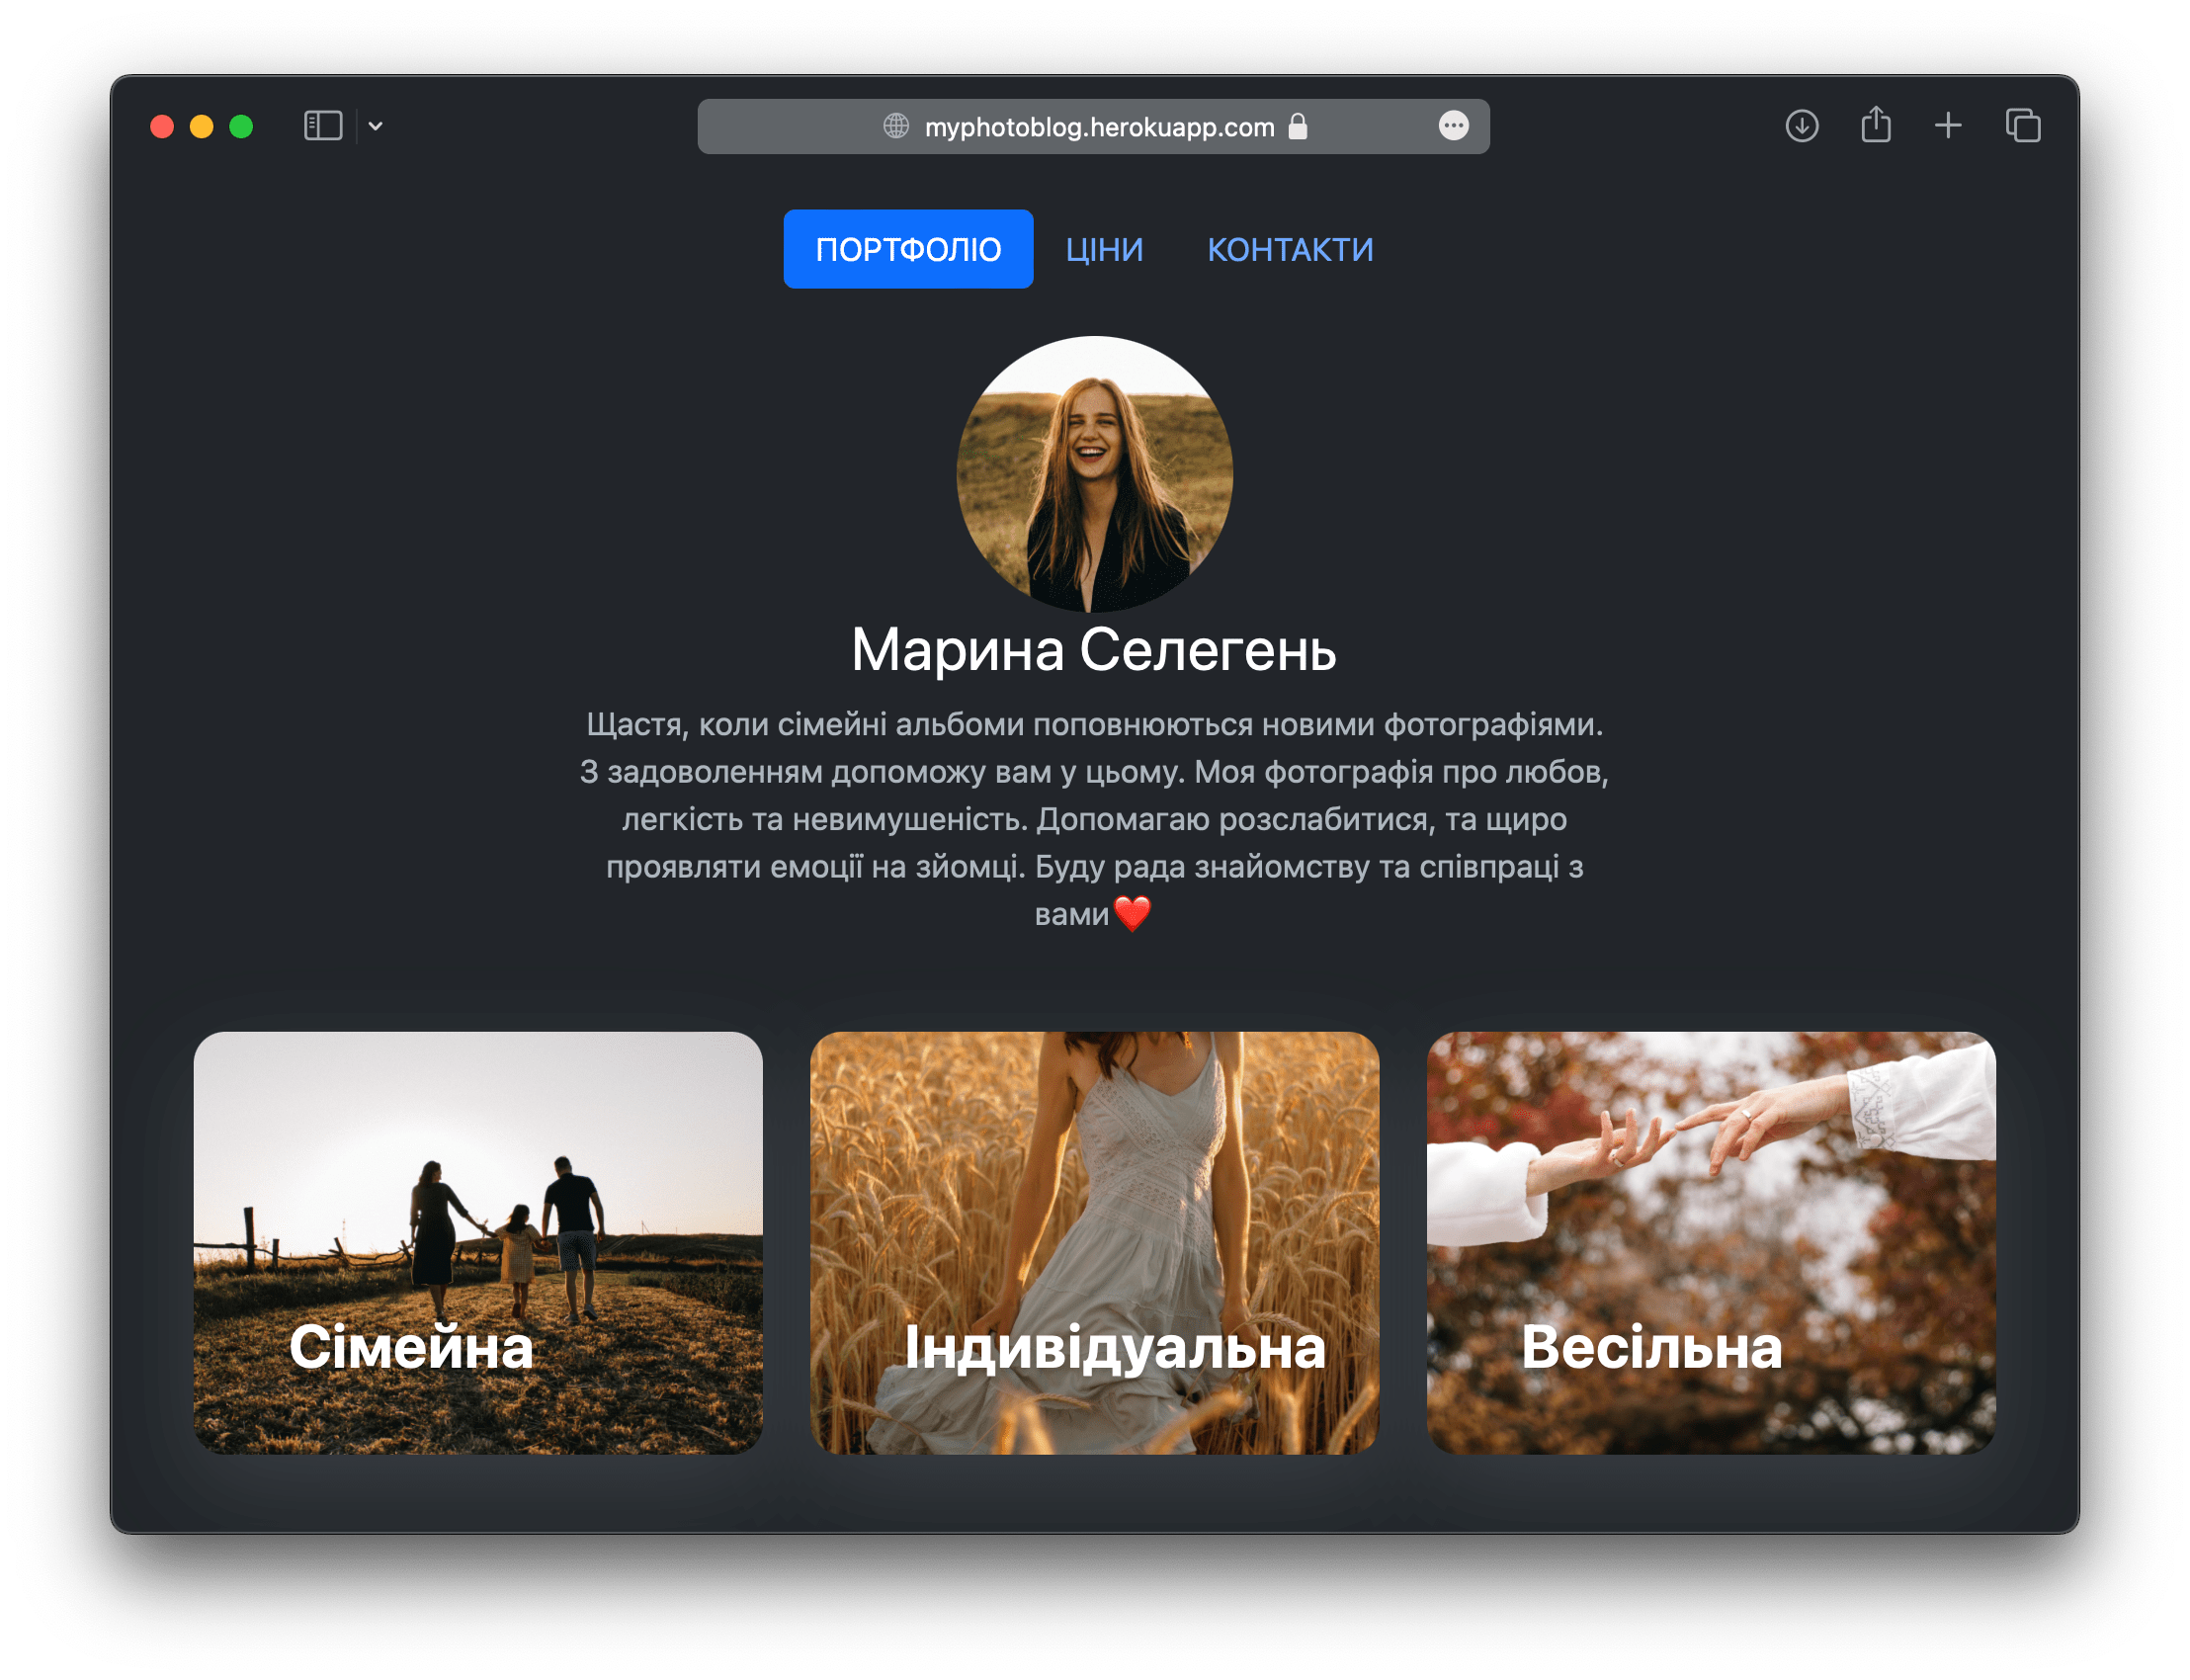 myphotoblog.herokuapp.com
ПОРТФОЛІО ЦІНИ КОНТАКТИ
Марина Селегень
Щастя, коли сімейні альбоми поповнюються новими фотографіями.
З задоволенням допоможу вам у цьому. Моя фотографія про любов,
легкість та невимушеність. Допомагаю розслабитися, та щиро
проявляти емоції на зйомці. Буду рада знайомству та співпраці з
вами❤️
Сімейна
Індивідуальна
Весільна